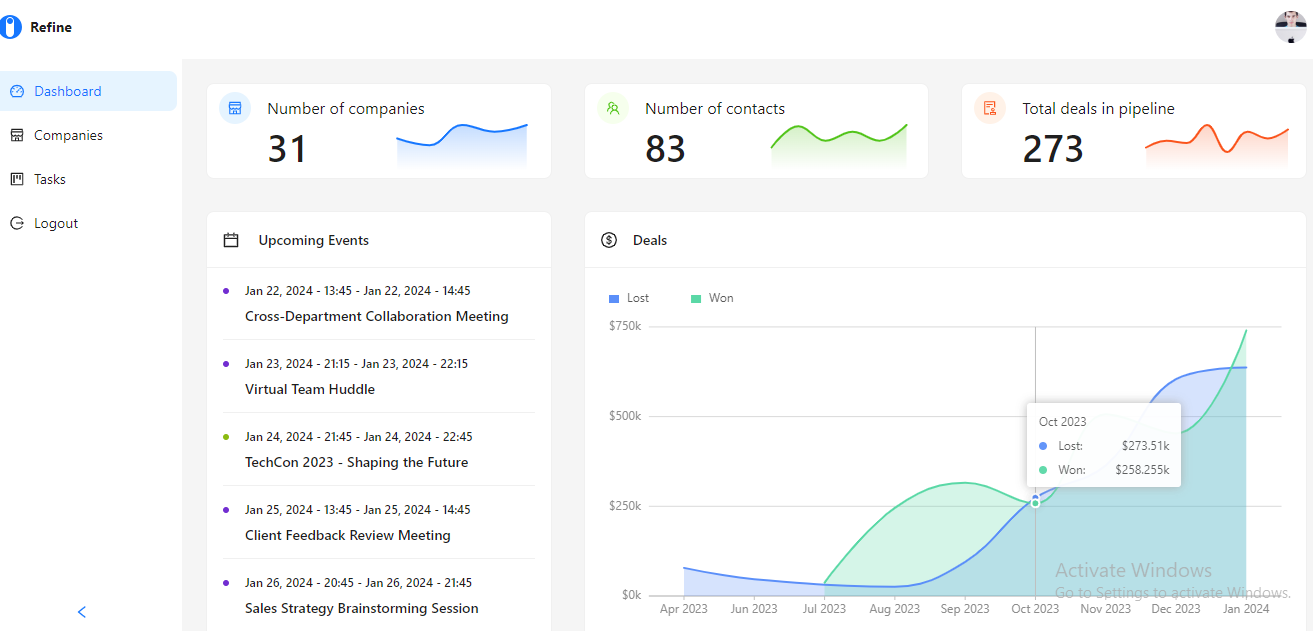 Refine
Dashboard
Companies
Tasks
Logout
Number of companies
31
Number of contacts
83
Total deals in pipeline
273
Upcoming Events
Jan 22, 2024 - 13:45 - Jan 22, 2024 - 14:45
Cross-Department Collaboration Meeting
Jan 23, 2024 - 21:15 - Jan 23, 2024 - 22:15
Virtual Team Huddle
Jan 24, 2024 - 21:45 - Jan 24, 2024 - 22:45
TechCon 2023 - Shaping the Future
Jan 25, 2024 - 13:45 - Jan 25, 2024 - 14:45
Client Feedback Review Meeting
Jan 26, 2024 - 20:45 - Jan 26, 2024 - 21:45
Sales Strategy Brainstorming Session
Deals
Lost Won
$750k
$500k
$250k
$0k
Oct 2023
Lost: $273.51k
Won: $258.255k
Apr 2023 Jun 2023 Jul 2023 Aug 2023 Sep 2023 Oct 2023 Nov 2023 Dec 2023 Jan 2024
Activate Windows
Go to Settings to activate Windows.